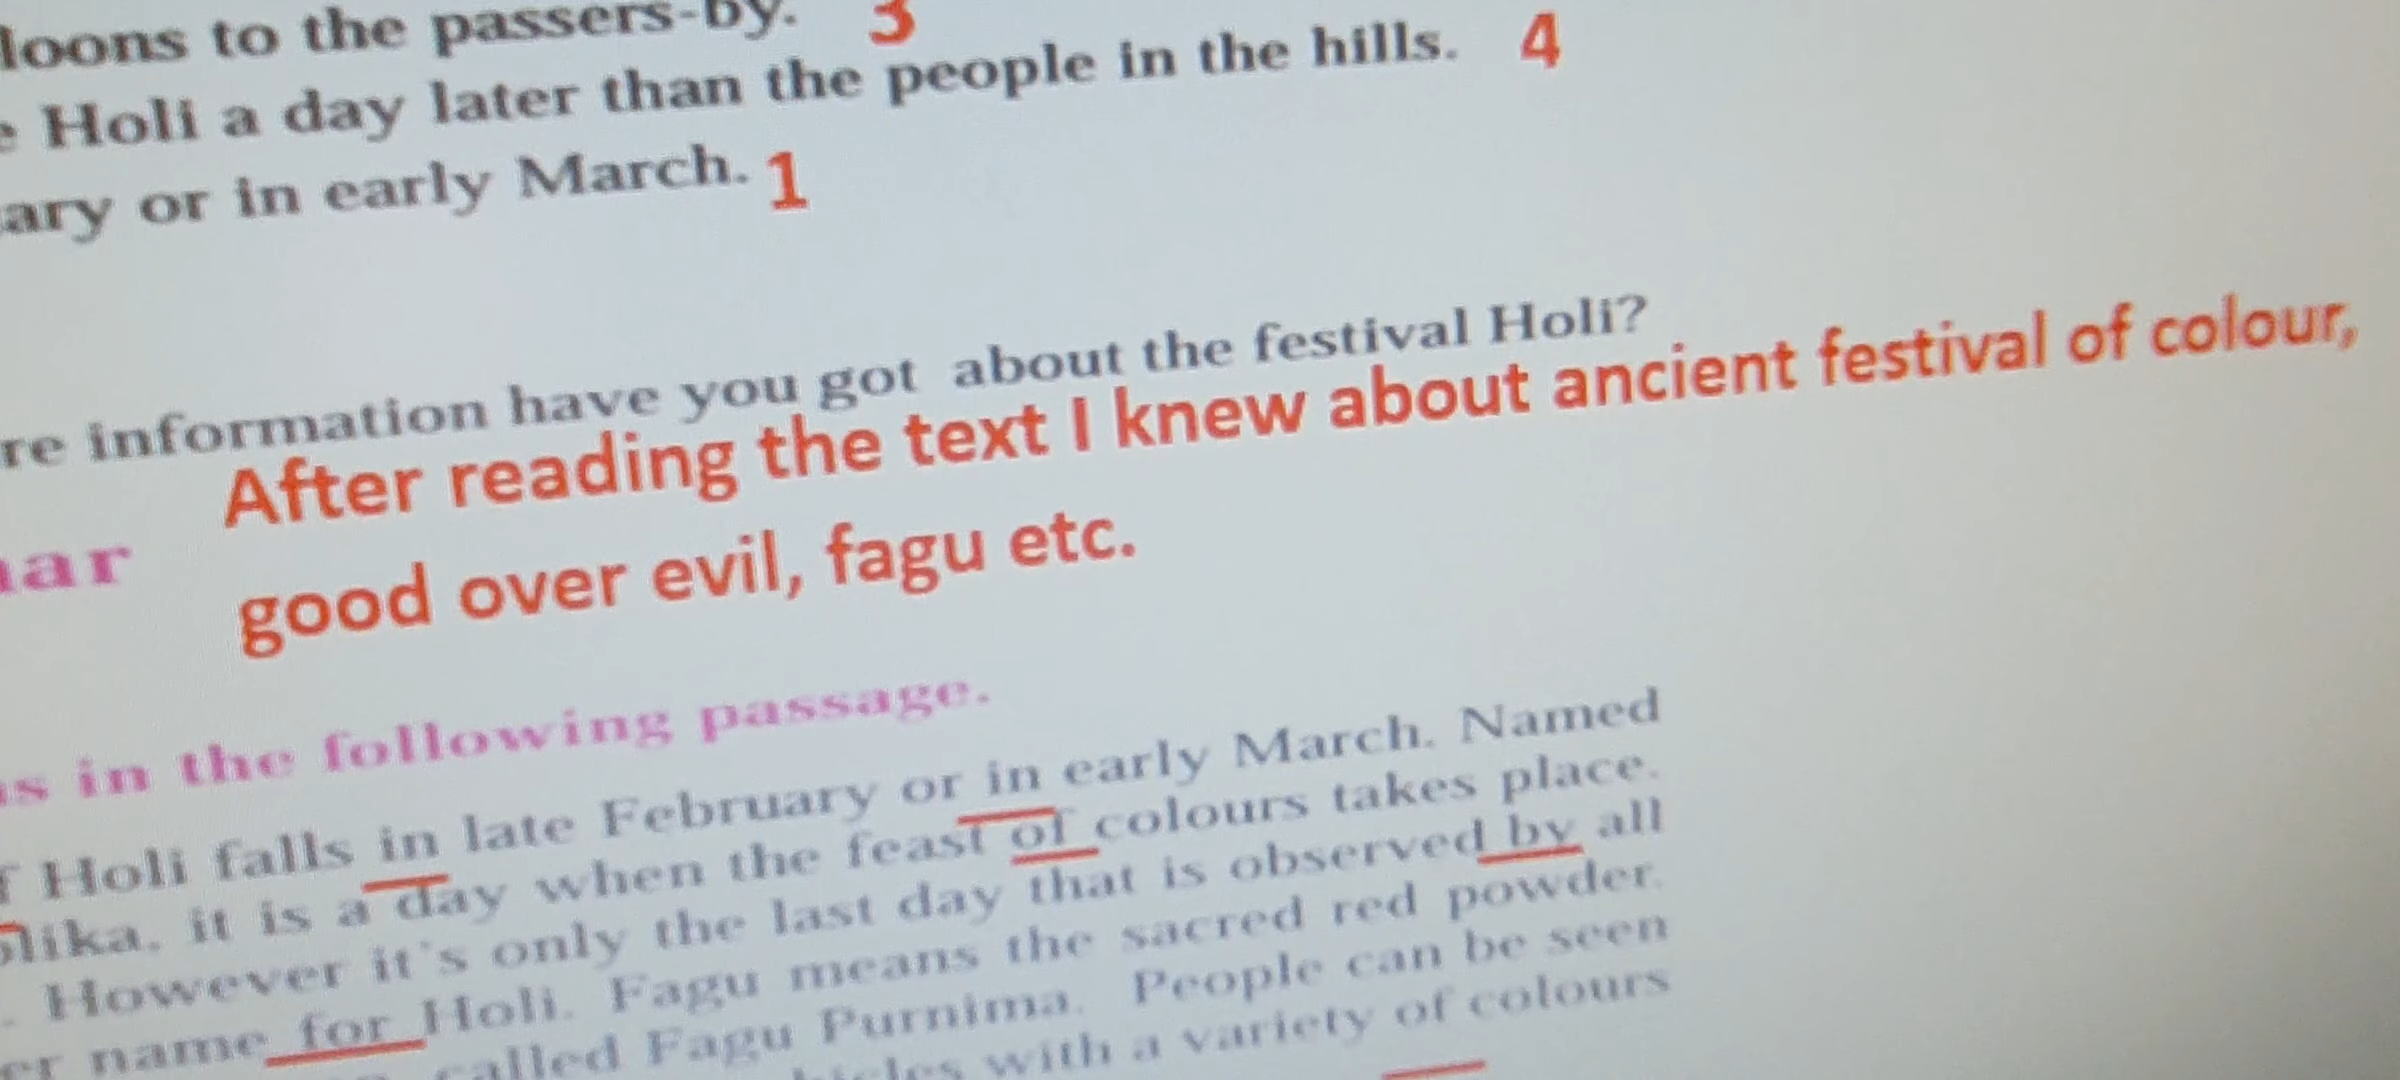 loons to the passers-by. 3
Holi a day later than the people in the hills. 4
ary or in early March. 1
re information have you got about the festival Holi?
After reading the text I knew about ancient festival of colour,
ar
good over evil, fagu etc.
s in the following passage.
f Holi falls in late February or in early March. Named
lika, it is a day when the feast of colours takes place.
. However it's only the last day that is observed by all
er name for Holi. Fagu means the sacred red powder.
called Fagu Purnima. People can be seen
with a variety of colours